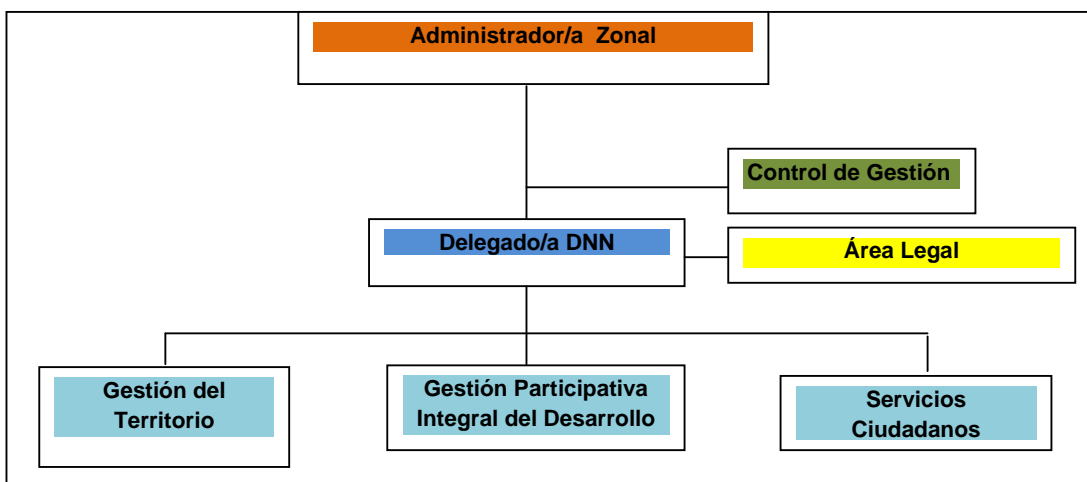 Administrador/a Zonal
Control de Gestión
Delegado/a DNN
Área Legal
Gestión del
Territorio
Gestión Participativa
Integral del Desarrollo
Servicios
Ciudadanos